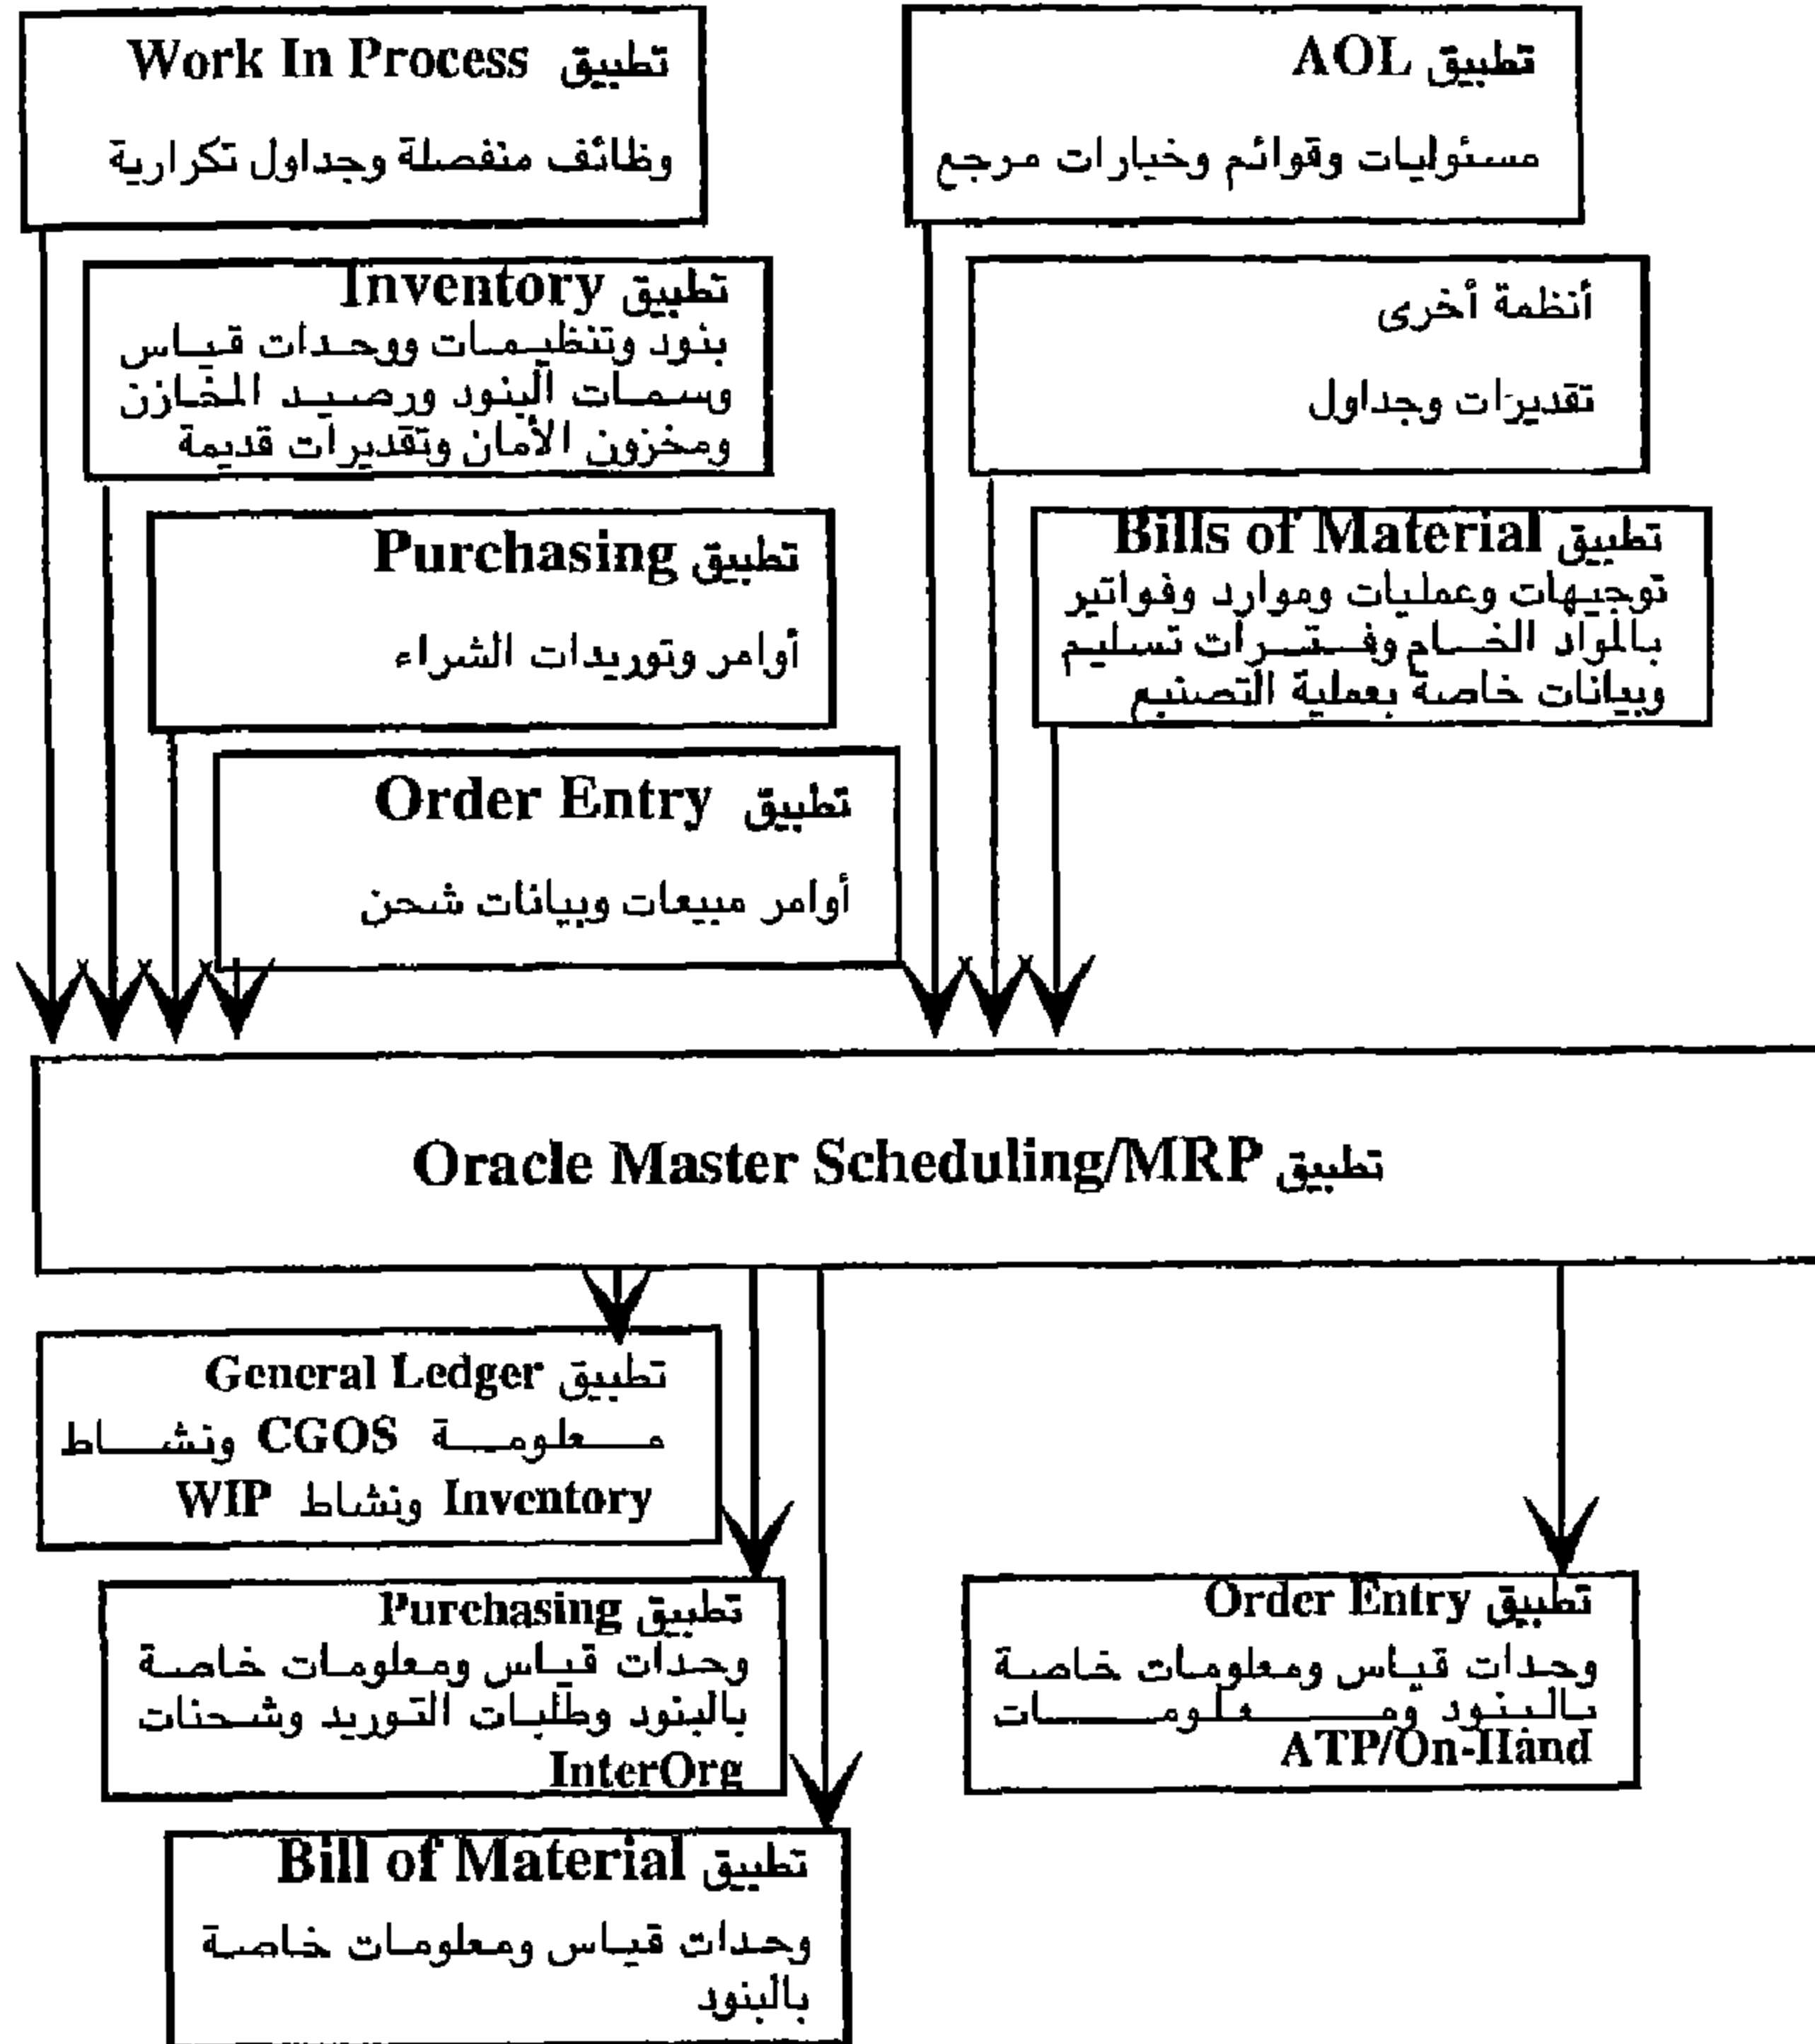 تطبيق Work In Process
وظائف منفصلة وجداول تكرارية
تطبيق AOL
مسئوليات وقوائم وخيارات مرجع
تطبيق Inventory
بنود وتنظيمات ووحدات قياس
وسمات البنود ورصيد المخازن
ومخزون الأمان وتقديرات قديمة
أنظمة أخرى
تقديرات وجداول
تطبيق Purchasing
أوامر وتوريدات الشراء
تطبيق Bills of Material
توجيهات وعمليات وموارد وفواتير
بالمواد الخام وفترات تسليم
وبيانات خاصة بعملية التصنيع
تطبيق Order Entry
أوامر مبيعات وبيانات شحن
تطبيق Oracle Master Scheduling/MRP
تطبيق General Ledger
معلومة CGOS ونشاط
Inventory ونشاط WIP
تطبيق Purchasing
وحدات قياس ومعلومات خاصة
بالبنود وطلبات التوريد وشحنات
InterOrg
تطبيق Order Entry
وحدات قياس ومعلومات خاصة
بالبنود ومعلومات
ATP/On-Hand
تطبيق Bill of Material
وحدات قياس ومعلومات خاصة
بالبنود